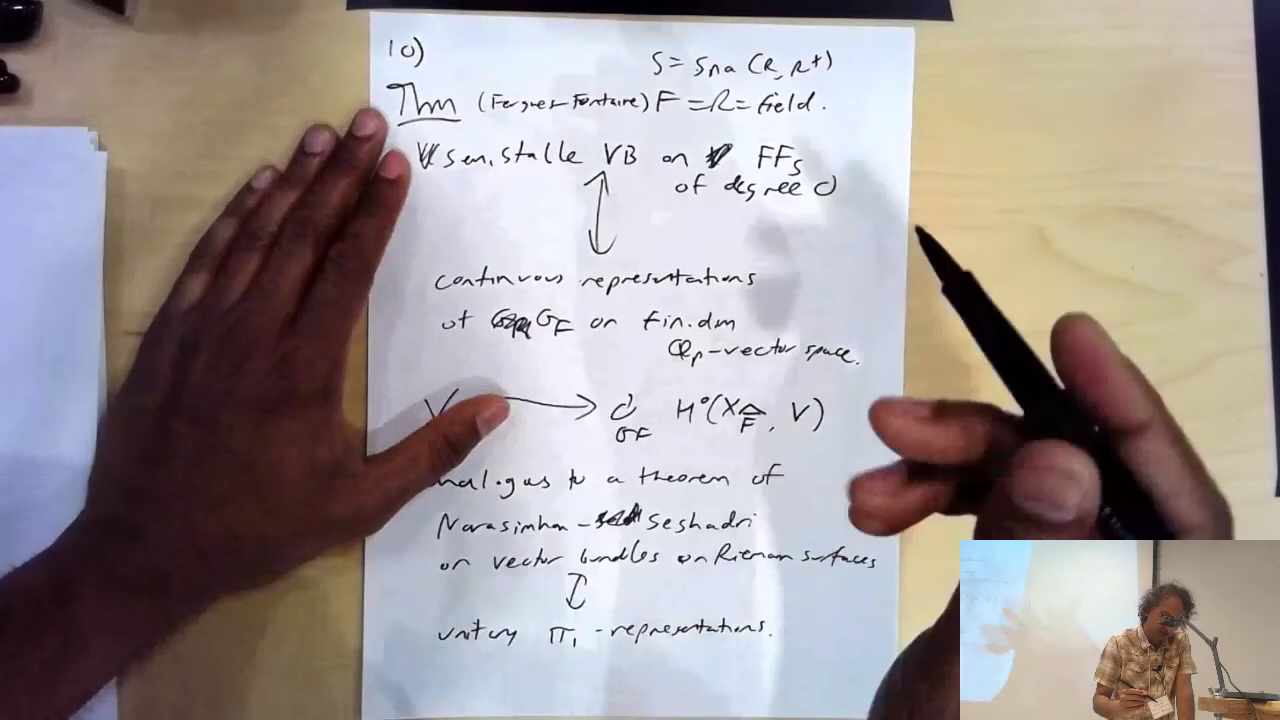 10)
S = Spa (R, R⁺)
Thm (Fargues-Fontaine) F = R = field.
semistable VB on FF_S
of degree 0
↕
continuous representations
of G_F on fin.dim
Q_p-vector space.
V → G_F H⁰(X_F̂, V)
analogous to a theorem of
Narasimhan - Seshadri
on vector bundles on Rieman surfaces
↕
unitary π₁-representations.